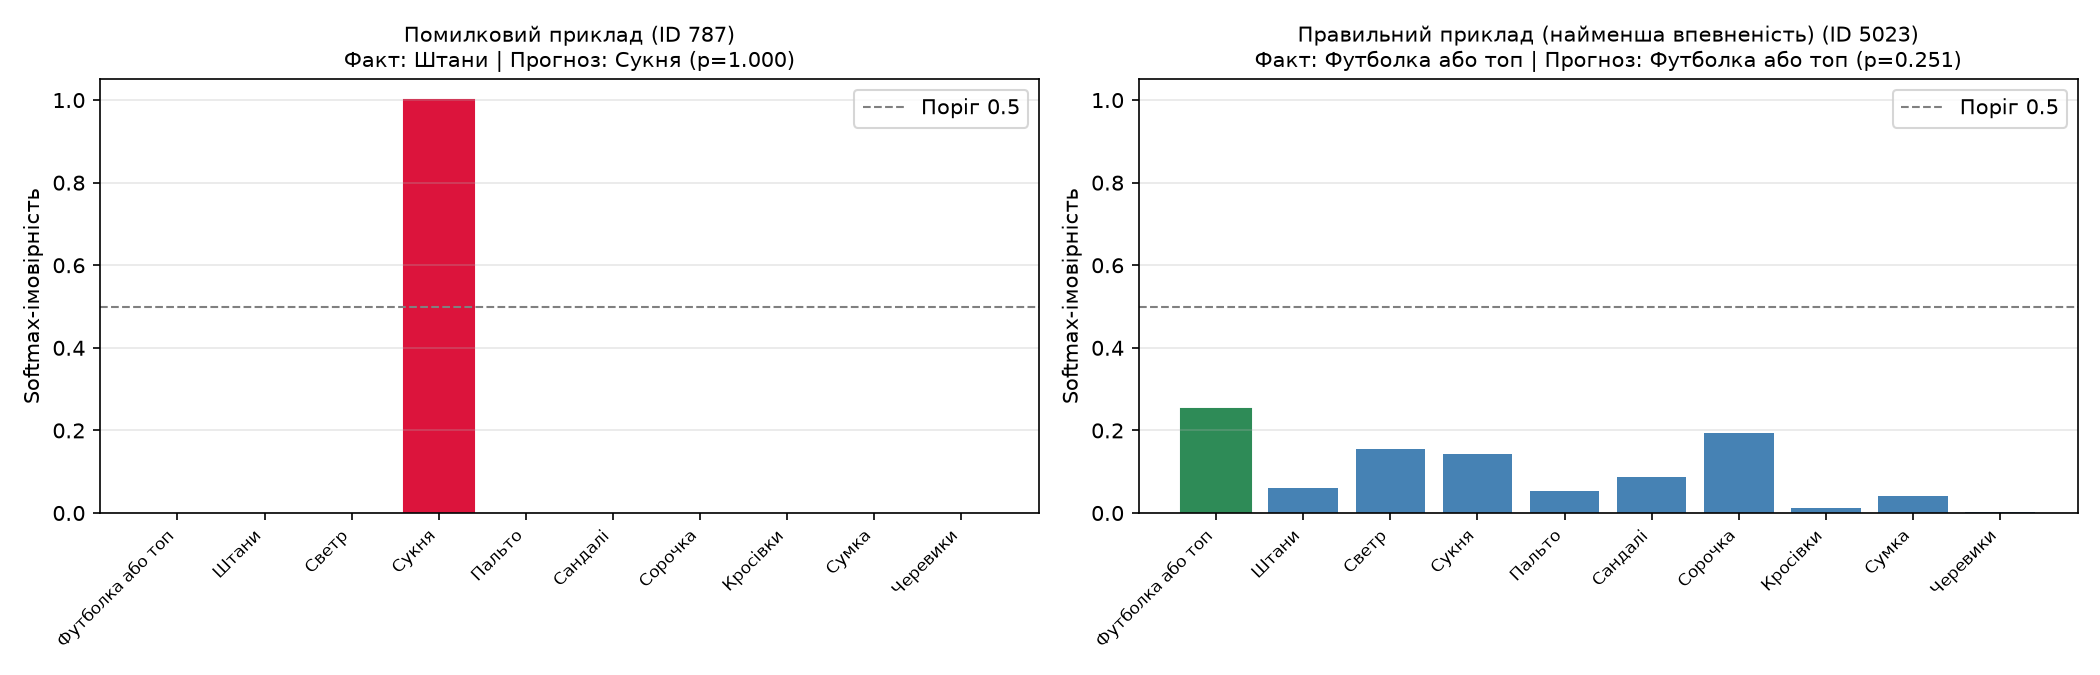 Помилковий приклад (ID 787)
Факт: Штани | Прогноз: Сукня (p=1.000)
Softmax-імовірність
1.0
0.8
0.6
0.4
0.2
0.0
Поріг 0.5
Футболка або топ
Штани
Светр
Сукня
Пальто
Сандалі
Сорочка
Кросівки
Сумка
Черевики
Правильний приклад (найменша впевненість) (ID 5023)
Факт: Футболка або топ | Прогноз: Футболка або топ (p=0.251)
Softmax-імовірність
1.0
0.8
0.6
0.4
0.2
0.0
Поріг 0.5
Футболка або топ
Штани
Светр
Сукня
Пальто
Сандалі
Сорочка
Кросівки
Сумка
Черевики